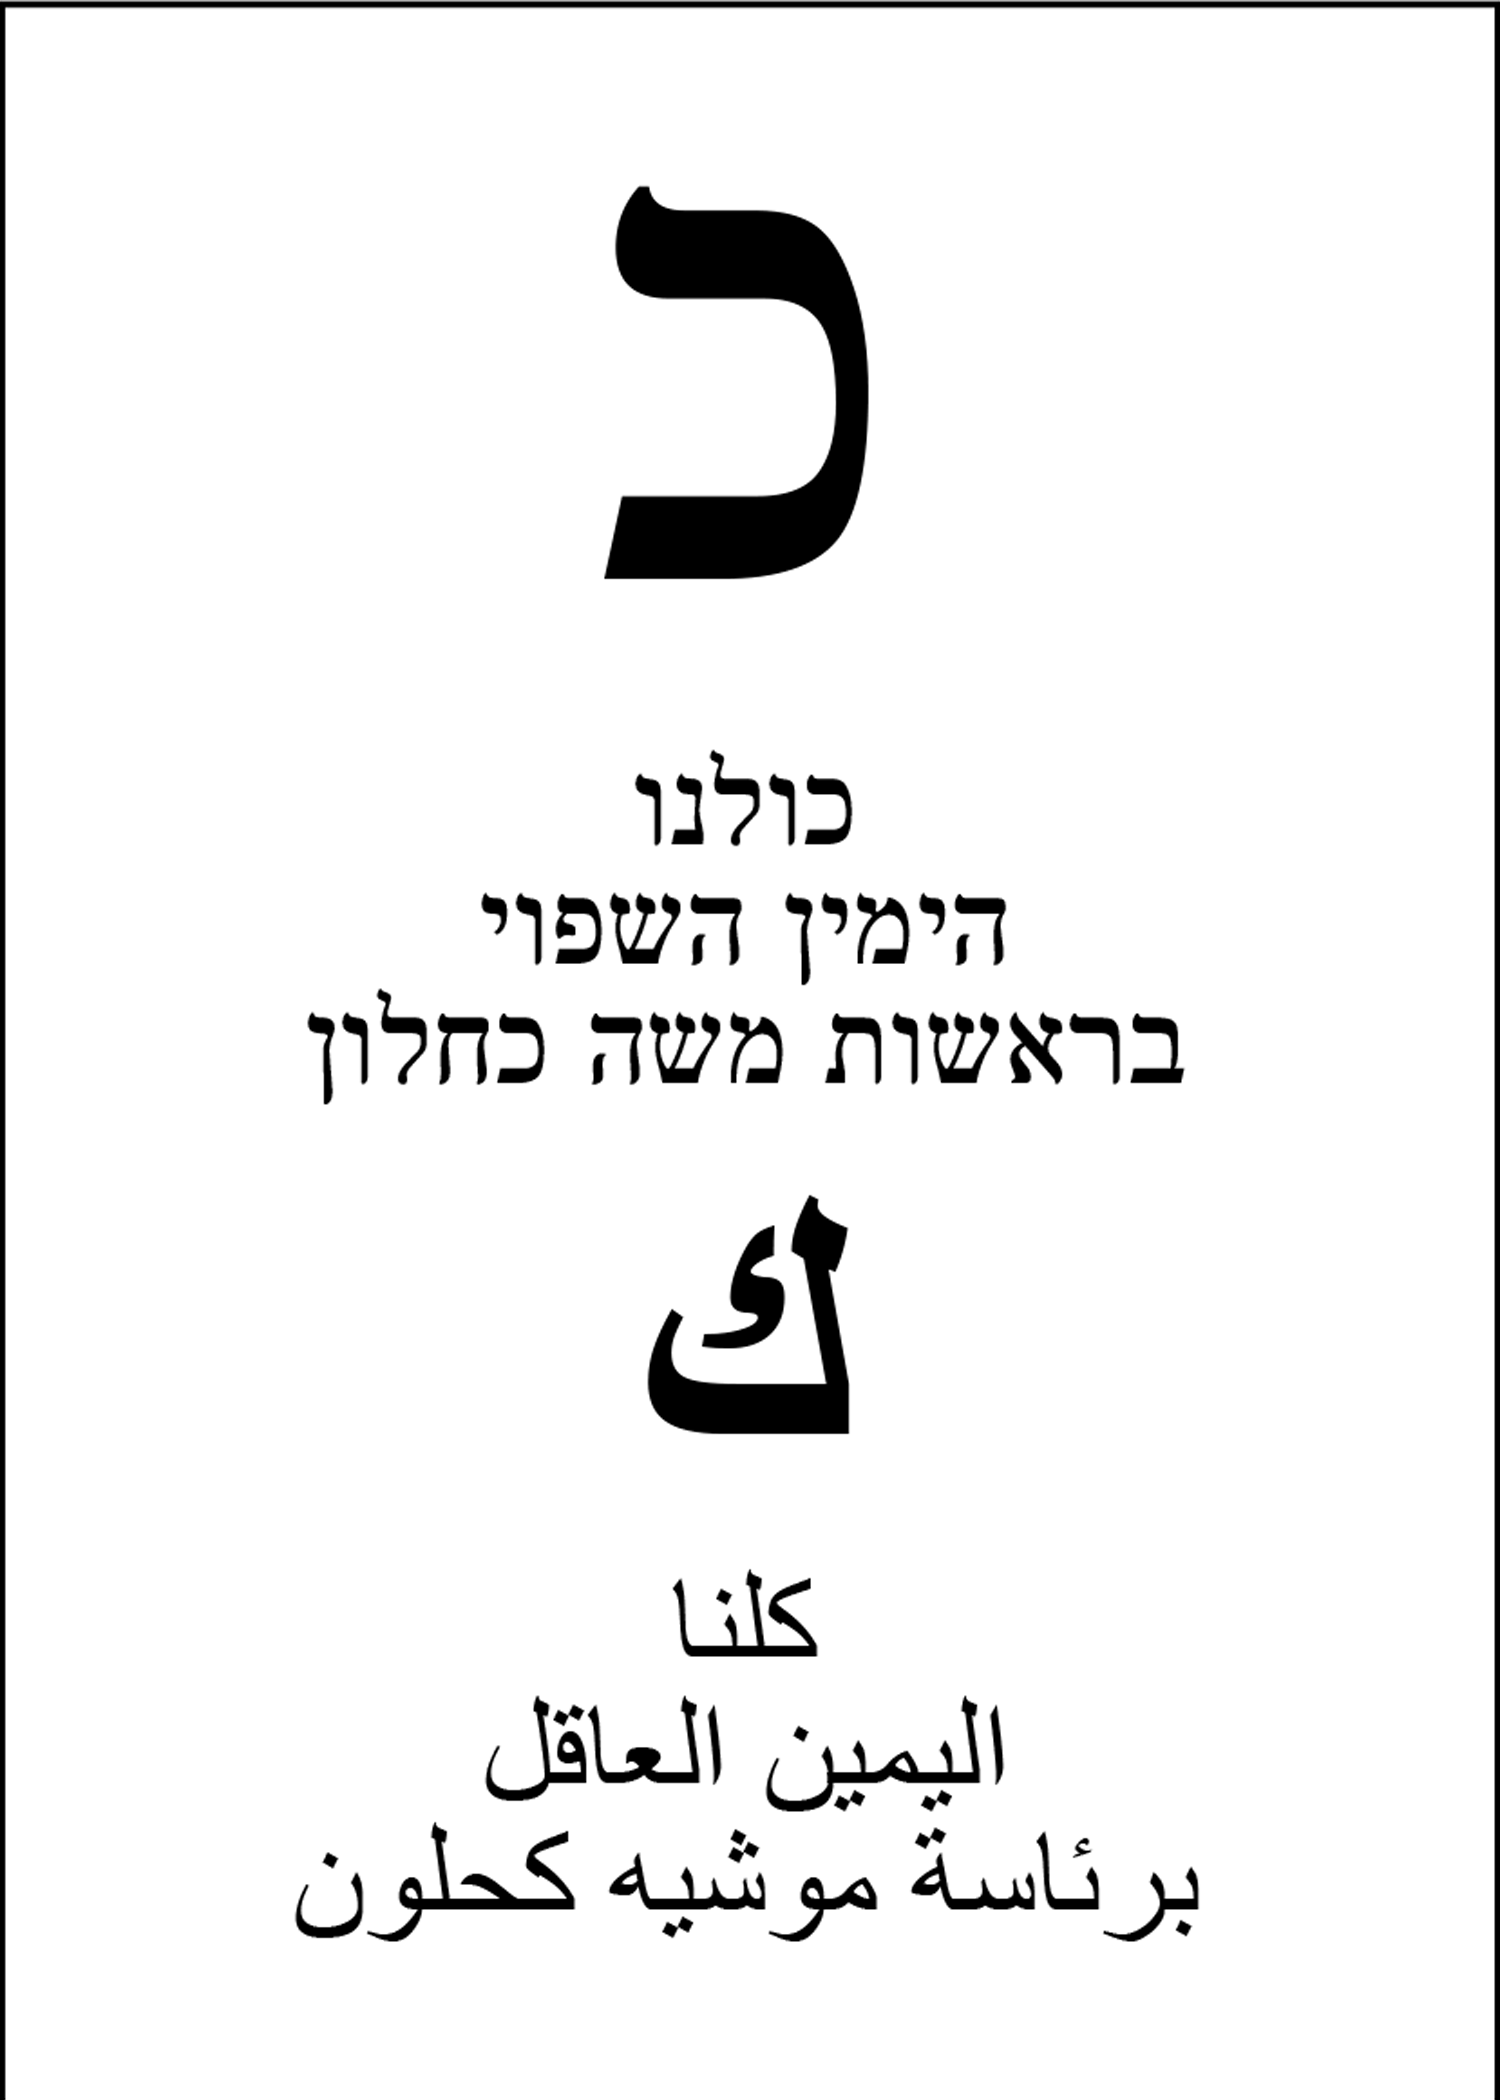 כ
כולנו
הימין השפוי
בראשות משה כחלון
ك
كلنا
اليمين العاقل
برئاسة موشيه كحلون